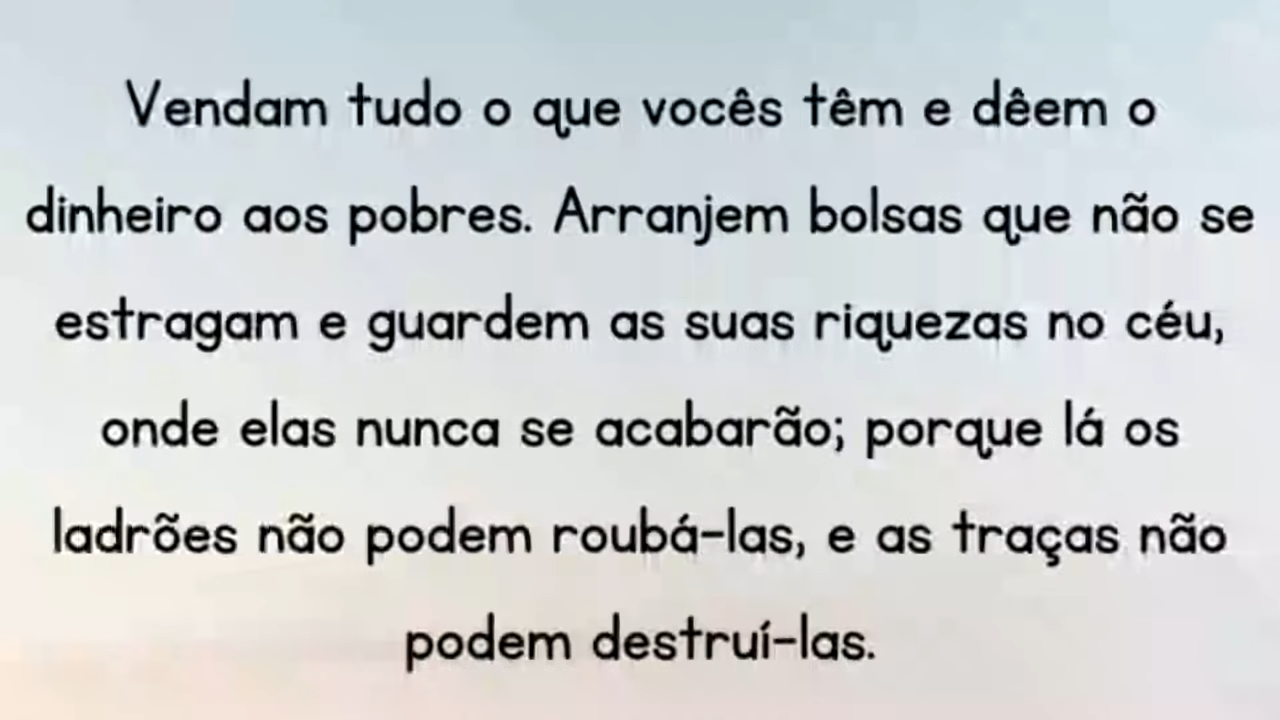 Vendam tudo o que vocês têm e dêem o
dinheiro aos pobres. Arranjem bolsas que não se
estragam e guardem as suas riquezas no céu,
onde elas nunca se acabarão; porque lá os
ladrões não podem roubá-las, e as traças não
podem destruí-las.